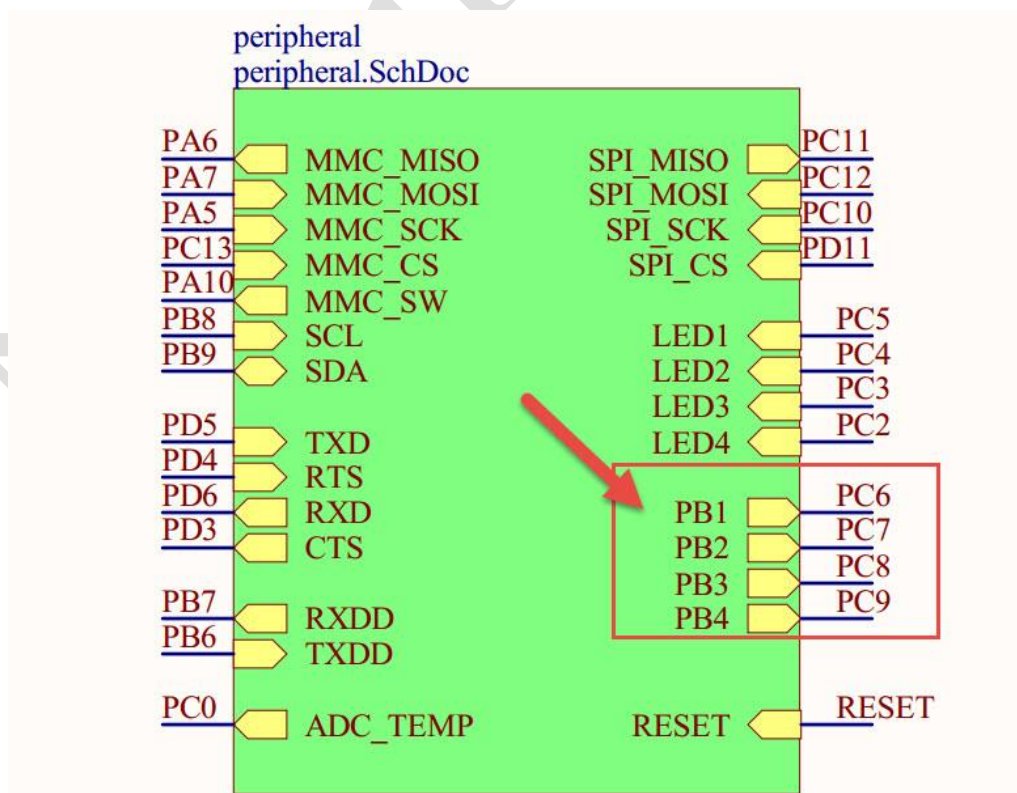 peripheral
peripheral.SchDoc
PA6 MMC_MISO SPI_MISO PC11
PA7 MMC_MOSI SPI_MOSI PC12
PA5 MMC_SCK SPI_SCK PC10
PC13 MMC_CS SPI_CS PD11
PA10 MMC_SW
PB8 SCL LED1 PC5
PB9 SDA LED2 PC4
LED3 PC3
PD5 TXD LED4 PC2
PD4 RTS
PD6 RXD PB1 PC6
PD3 CTS PB2 PC7
PB3 PC8
PB7 RXDD PB4 PC9
PB6 TXDD
PC0 ADC_TEMP RESET RESET